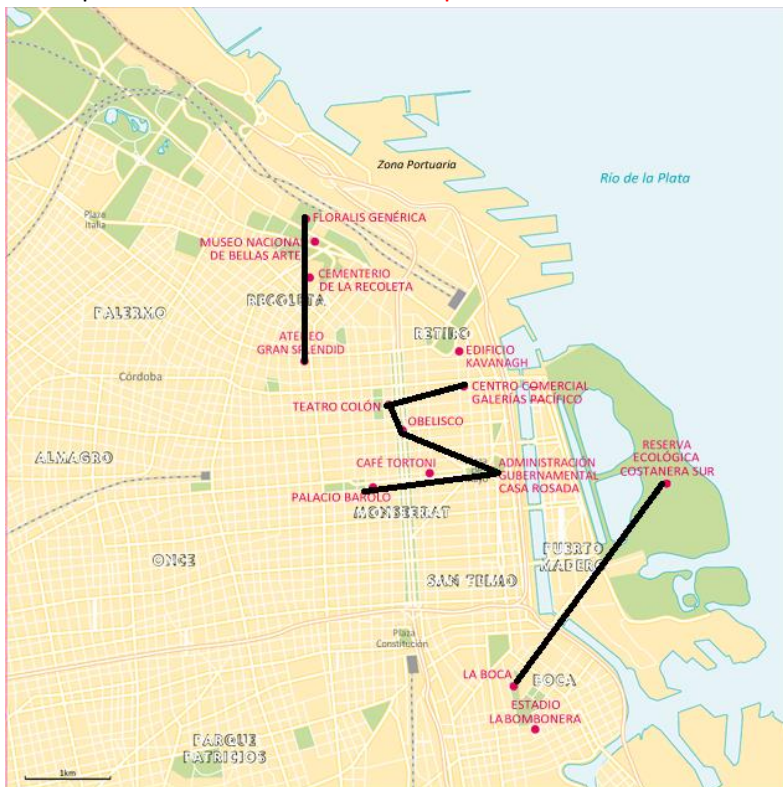 Zona Portuaria
Río de la Plata
Plaza
Italia
FLORALIS GENÉRICA
MUSEO NACIONA
DE BELLAS ARTE
CEMENTERIO
DE LA RECOLETA
RECOLETA
PALERMO
RETIRO
GRAN SPLENDID
EDIFICIO
KAVANAGH
Córdoba
CENTRO COMERCIAL
GALERÍAS PACÍFICO
TEATRO COLÓN
OBELISCO
RESERVA
ECOLÓGICA
COSTANERA SUR
ALMAGRO
CAFÉ TORTONI
ADMINISTRACIÓN
GUBERNAMENTAL
CASA ROSADA
PALACIO BAROLO
MONSERRAT
ONCE
PUERTO
MADERO
SAN TELMO
Plaza
Constitución
LA BOCA
BOCA
ESTADIO
LA BOMBONERA
PARQUE
PATRICIOS
1km